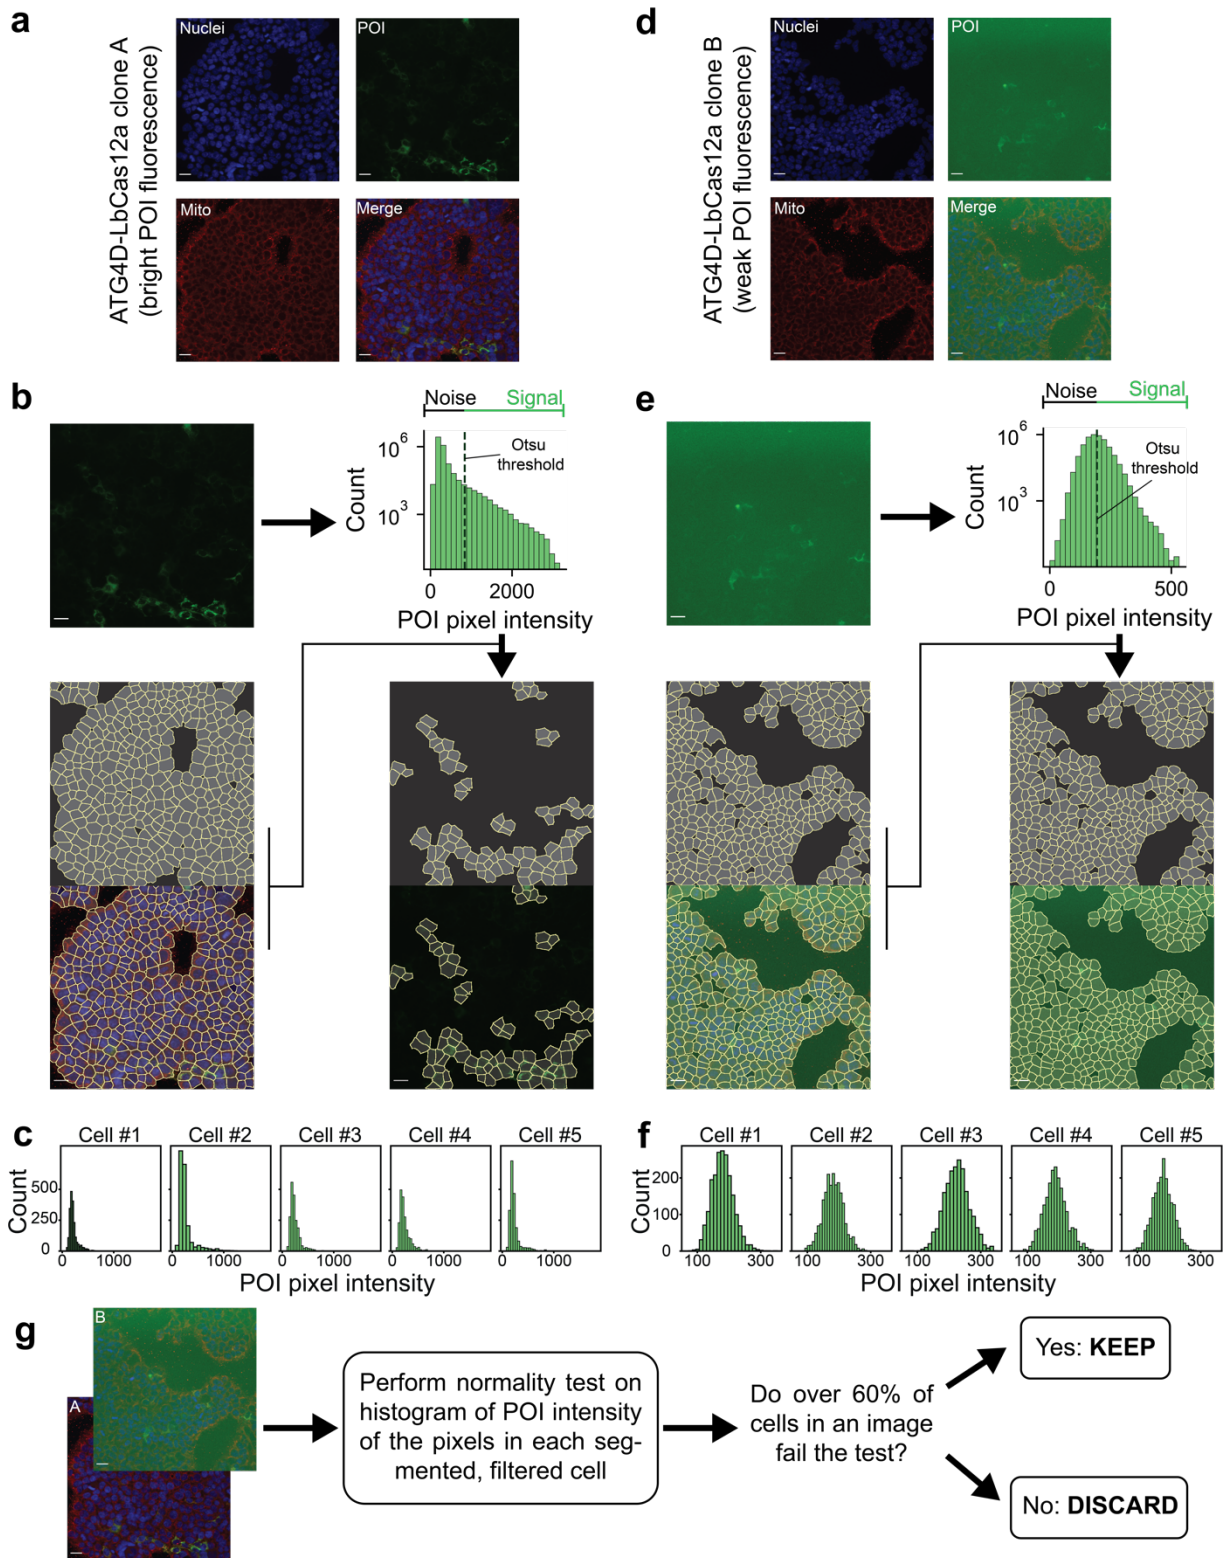 a
ATG4D-LbCas12a clone A
(bright POI fluorescence)
Nuclei
POI
Mito
Merge
d
ATG4D-LbCas12a clone B
(weak POI fluorescence)
Nuclei
POI
Mito
Merge
b
Noise
Signal
Otsu
threshold
Count
10^6
10^3
0
2000
POI pixel intensity
e
Noise
Signal
Otsu
threshold
Count
10^6
10^3
0
500
POI pixel intensity
c
Cell #1
Cell #2
Cell #3
Cell #4
Cell #5
Count
500
250
0
0 1000
0 1000
0 1000
0 1000
0 1000
POI pixel intensity
f
Cell #1
Cell #2
Cell #3
Cell #4
Cell #5
Count
200
100
0
100 300
100 300
100 300
100 300
100 300
POI pixel intensity
g
B
A
Perform normality test on
histogram of POI intensity
of the pixels in each seg-
mented, filtered cell
Do over 60% of
cells in an image
fail the test?
Yes: KEEP
No: DISCARD